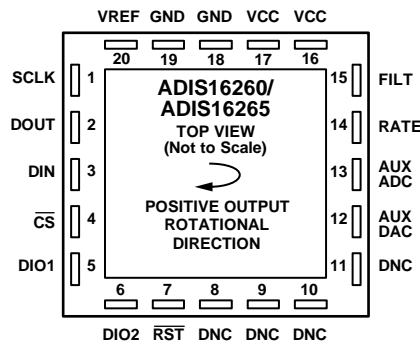 VREF GND GND VCC VCC
20 19 18 17 16
SCLK 1
DOUT 2
DIN 3
CS 4
DIO1 5
ADIS16260/
ADIS16265
TOP VIEW
(Not to Scale)
POSITIVE OUTPUT
ROTATIONAL
DIRECTION
15 FILT
14 RATE
13 AUX
ADC
12 AUX
DAC
11 DNC
6 7 8 9 10
DIO2 RST DNC DNC DNC